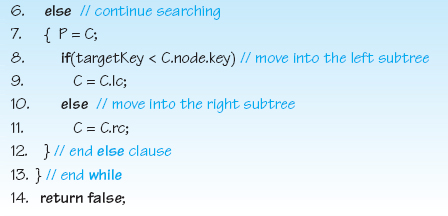 6. else // continue searching
7. { P = C;
8. if(targetKey < C.node.key) // move into the left subtree
9. C = C.lc;
10. else // move into the right subtree
11. C = C.rc;
12. } // end else clause
13. } // end while
14. return false;